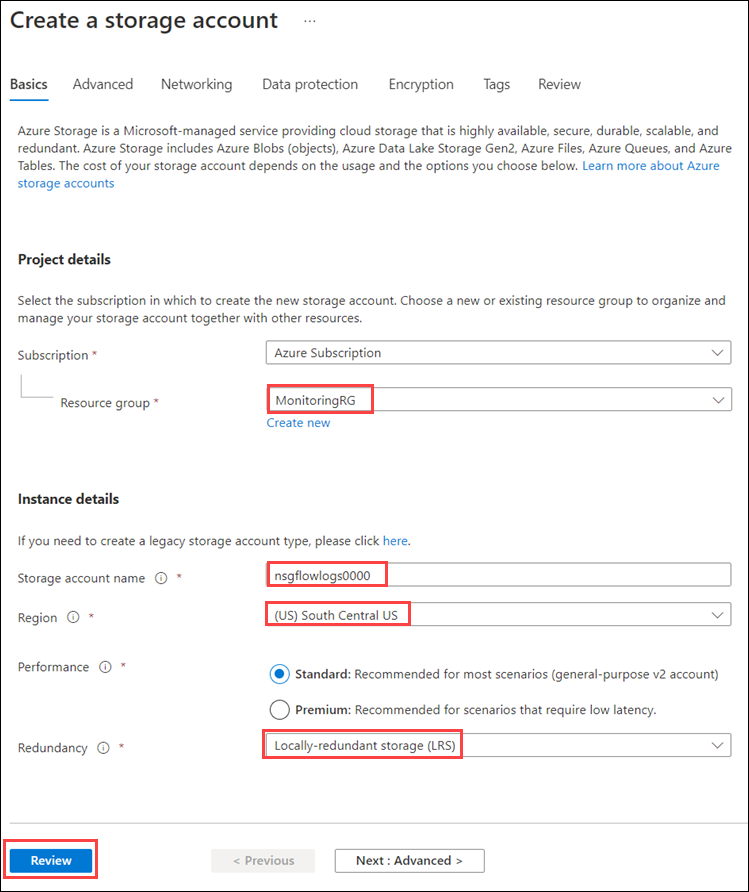 Create a storage account ...
Basics Advanced Networking Data protection Encryption Tags Review
Azure Storage is a Microsoft-managed service providing cloud storage that is highly available, secure, durable, scalable, and
redundant. Azure Storage includes Azure Blobs (objects), Azure Data Lake Storage Gen2, Azure Files, Azure Queues, and Azure
Tables. The cost of your storage account depends on the usage and the options you choose below. Learn more about Azure
storage accounts
Project details
Select the subscription in which to create the new storage account. Choose a new or existing resource group to organize and
manage your storage account together with other resources.
Subscription * Azure Subscription
Resource group * MonitoringRG
Create new
Instance details
If you need to create a legacy storage account type, please click here.
Storage account name * nsgflowlogs0000
Region * (US) South Central US
Performance * Standard: Recommended for most scenarios (general-purpose v2 account)
Premium: Recommended for scenarios that require low latency.
Redundancy * Locally-redundant storage (LRS)
Review < Previous Next : Advanced >